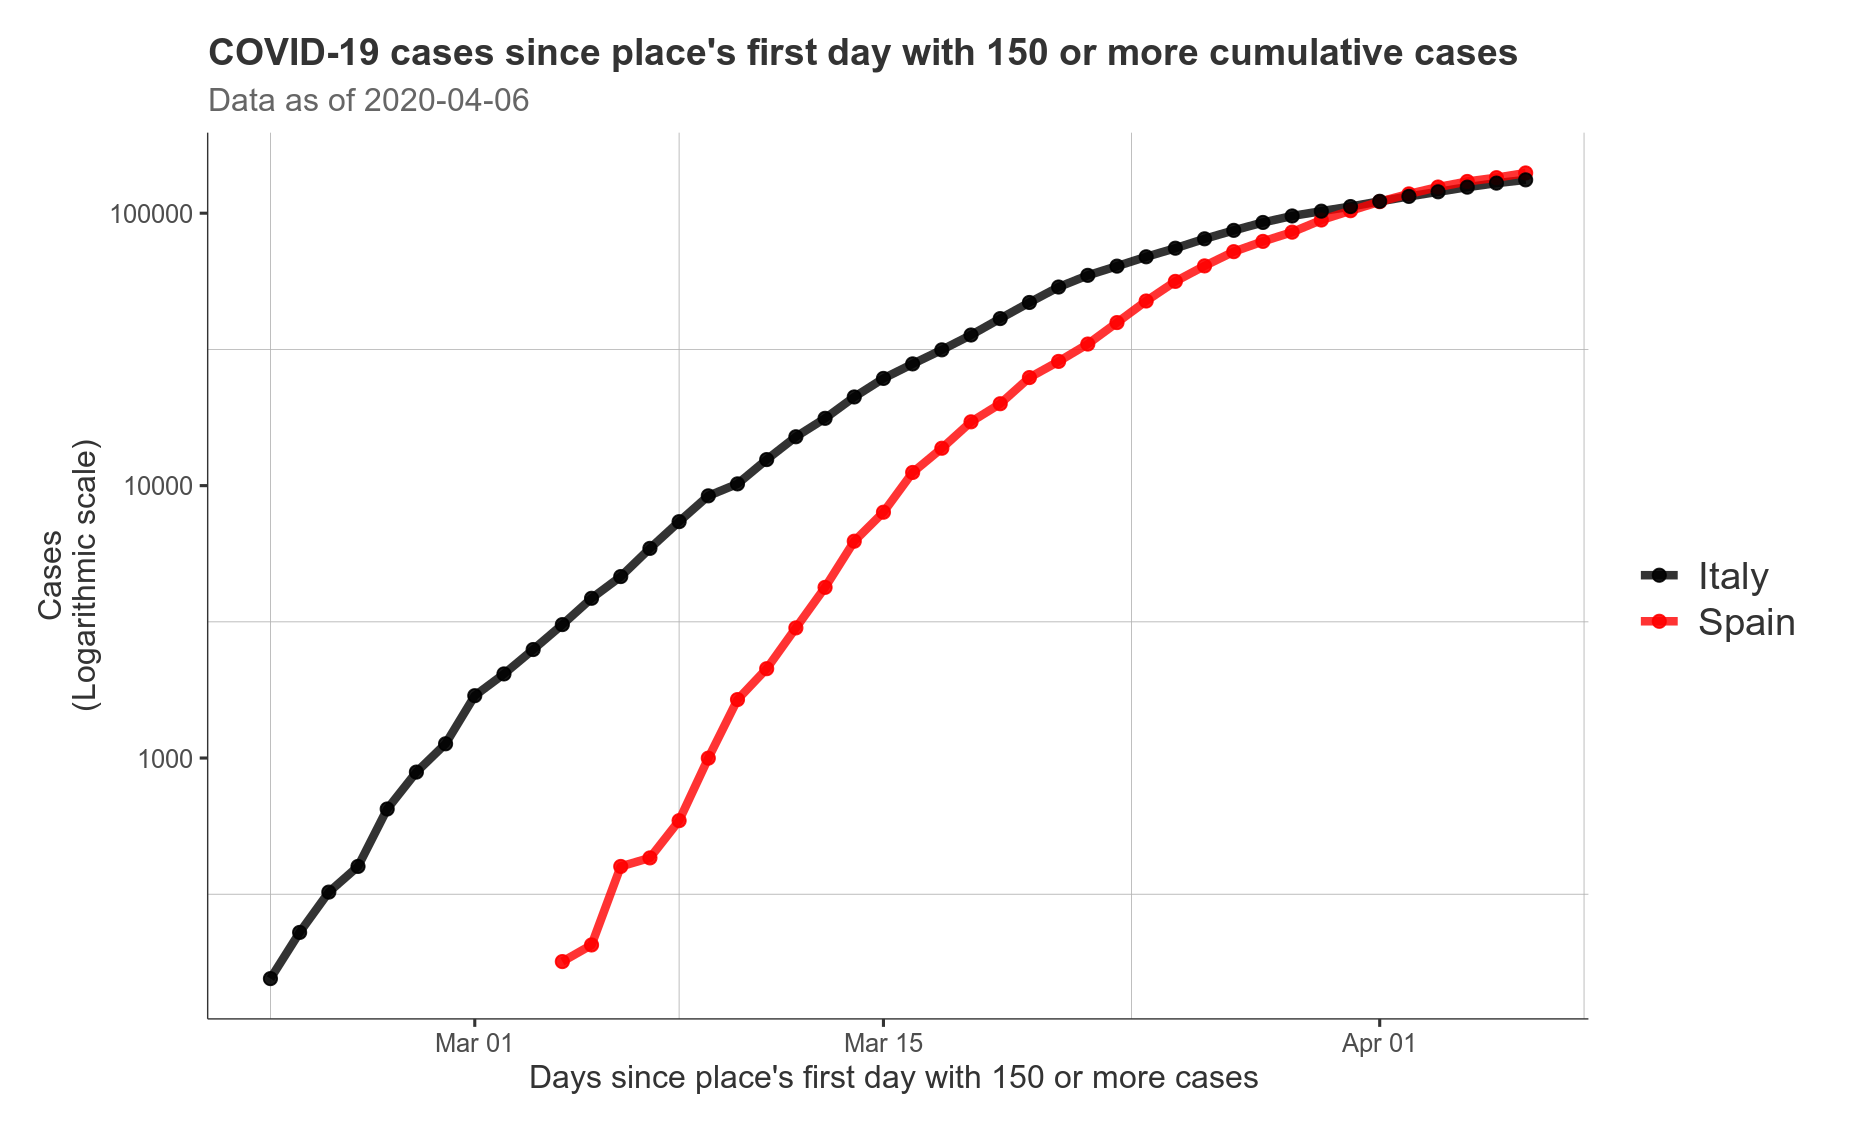 COVID-19 cases since place's first day with 150 or more cumulative cases
Data as of 2020-04-06
100000
10000
1000
Cases
(Logarithmic scale)
Mar 01
Mar 15
Apr 01
Days since place's first day with 150 or more cases
Italy
Spain